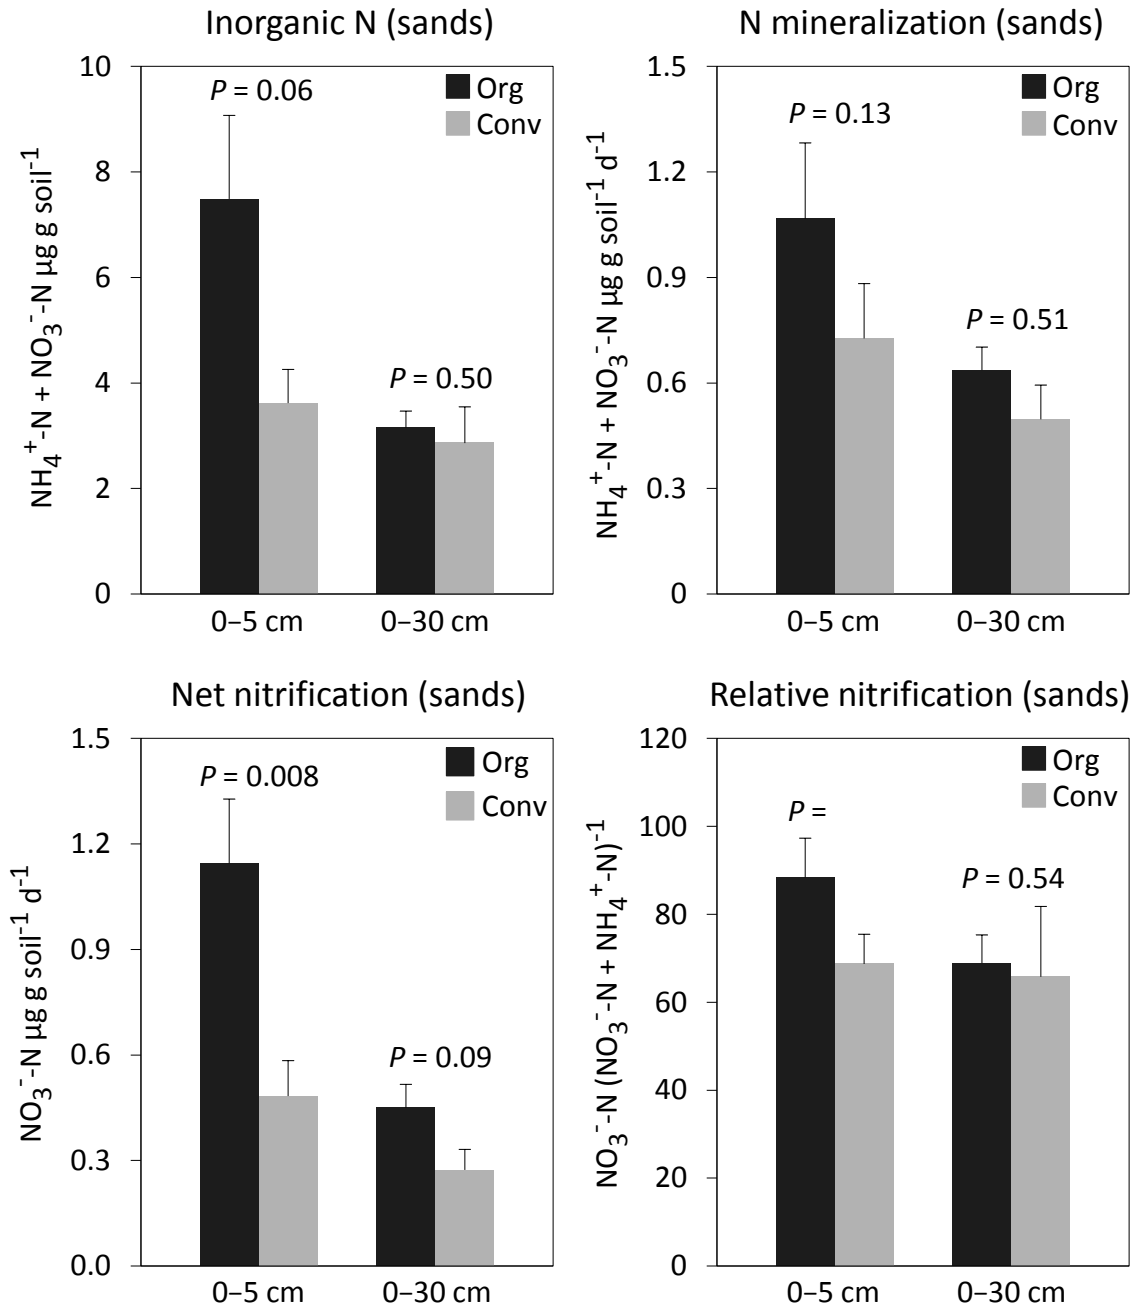 Inorganic N (sands)
NH₄⁺-N + NO₃⁻-N µg g soil⁻¹
10
8
6
4
2
0
P = 0.06
Org
Conv
P = 0.50
0–5 cm
0–30 cm
N mineralization (sands)
NH₄⁺-N + NO₃⁻-N µg g soil⁻¹ d⁻¹
1.5
1.2
0.9
0.6
0.3
0
P = 0.13
Org
Conv
P = 0.51
0–5 cm
0–30 cm
Net nitrification (sands)
NO₃⁻-N µg g soil⁻¹ d⁻¹
1.5
1.2
0.9
0.6
0.3
0.0
P = 0.008
Org
Conv
P = 0.09
0–5 cm
0–30 cm
Relative nitrification (sands)
NO₃⁻-N (NO₃⁻-N + NH₄⁺-N)⁻¹
120
100
80
60
40
20
0
P =
Org
Conv
P = 0.54
0–5 cm
0–30 cm